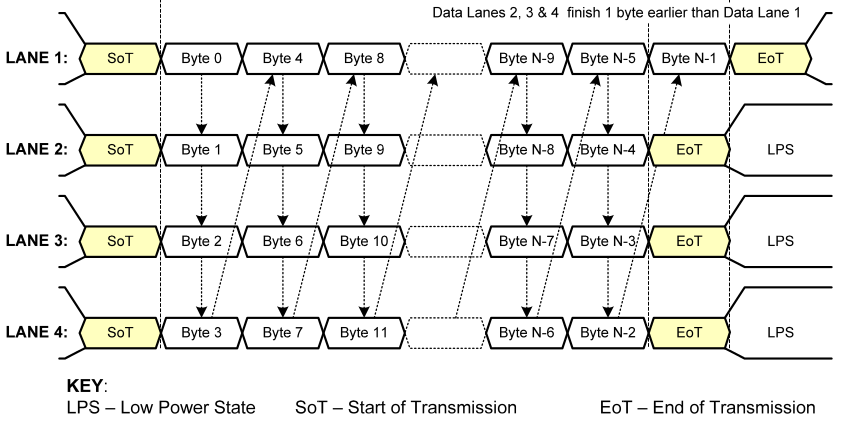 Data Lanes 2, 3 & 4 finish 1 byte earlier than Data Lane 1
LANE 1: SoT Byte 0 Byte 4 Byte 8 Byte N-9 Byte N-5 Byte N-1 EoT
LANE 2: SoT Byte 1 Byte 5 Byte 9 Byte N-8 Byte N-4 EoT LPS
LANE 3: SoT Byte 2 Byte 6 Byte 10 Byte N-7 Byte N-3 EoT LPS
LANE 4: SoT Byte 3 Byte 7 Byte 11 Byte N-6 Byte N-2 EoT LPS
KEY:
LPS – Low Power State SoT – Start of Transmission EoT – End of Transmission